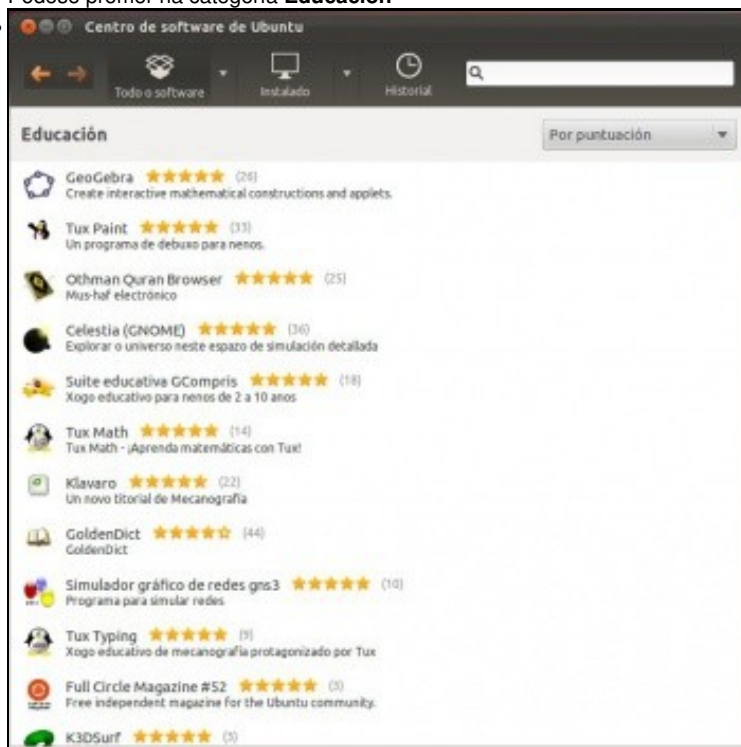 Pódese premer na categoría Educación
Centro de software de Ubuntu
Todo o software
Instalado
Historial
Educación
Por puntuación
GeoGebra (26)
Create interactive mathematical constructions and applets.
Tux Paint (33)
Un programa de debuxo para nenos.
Othman Quran Browser (25)
Mus-haf electrónico
Celestia (GNOME) (36)
Explorar o universo neste espazo de simulación detallada
Suite educativa GCompris (18)
Xogo educativo para nenos de 2 a 10 anos
Tux Math (14)
Tux Math - ¡Aprenda matemáticas con Tux!
Klavaro (22)
Un novo titorial de Mecanografía
GoldenDict (44)
GoldenDict
Simulador gráfico de redes gns3 (10)
Programa para simular redes
Tux Typing (9)
Xogo educativo de mecanografía protagonizado por Tux
Full Circle Magazine #52 (3)
Free independent magazine for the Ubuntu community.
K3DSurf (3)